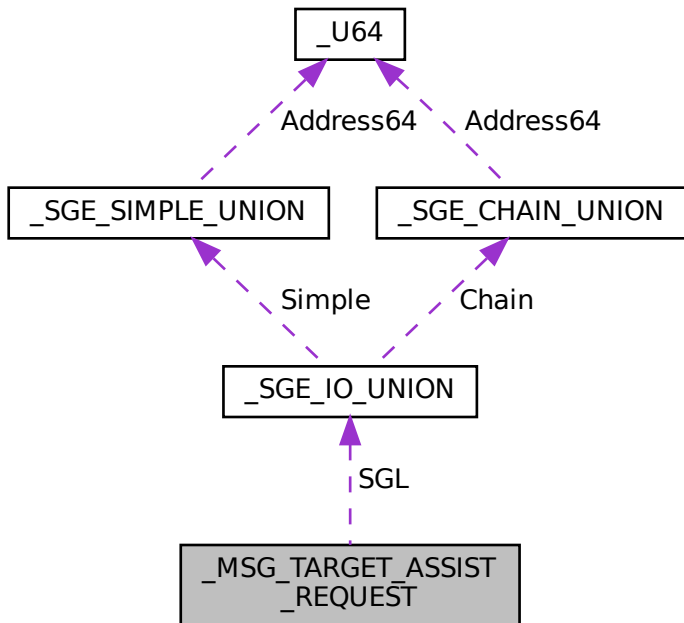 _U64
Address64
Address64
_SGE_SIMPLE_UNION
_SGE_CHAIN_UNION
Simple
Chain
_SGE_IO_UNION
SGL
_MSG_TARGET_ASSIST
_REQUEST